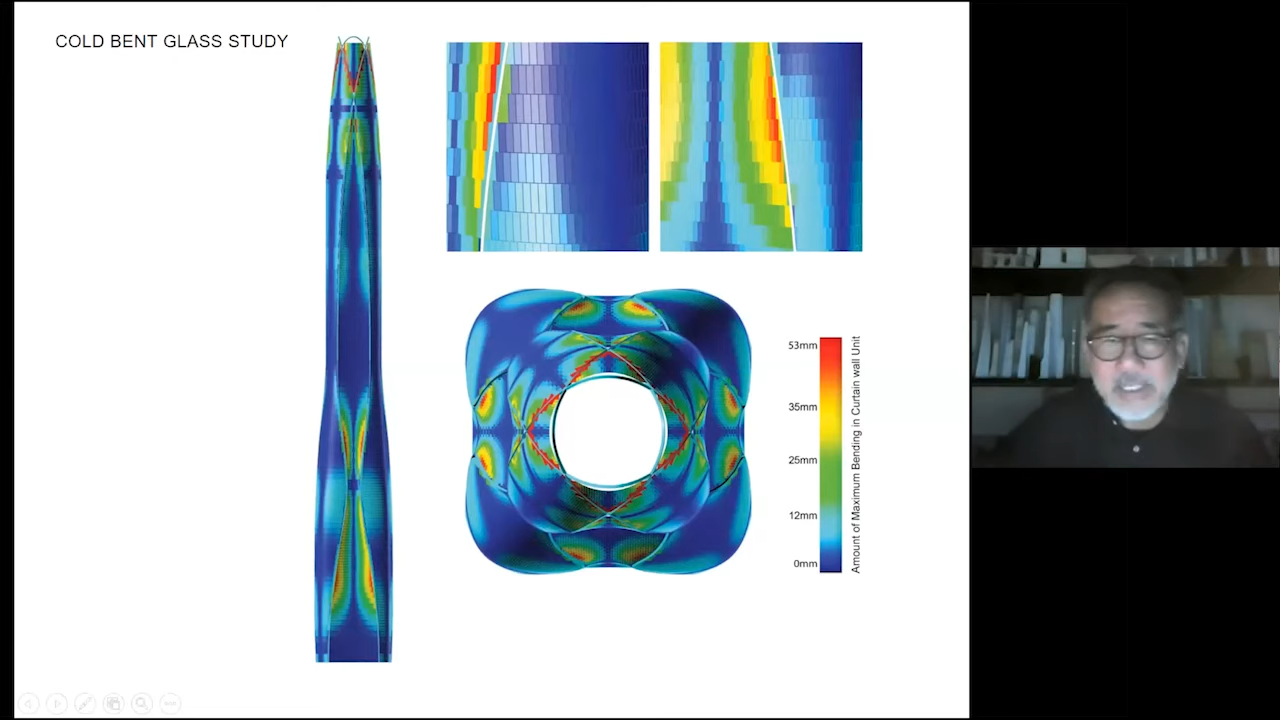 COLD BENT GLASS STUDY
53mm
35mm
25mm
12mm
0mm
Amount of Maximum Bending in Curtain wall Unit